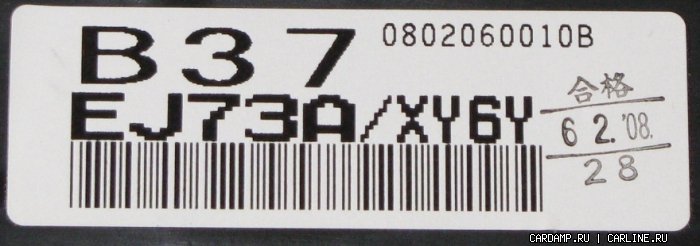 B37 0802060010B
EJ73A/XY6Y
合格
6 2.'08.
28
CARDAMP.RU | CARLINE.RU